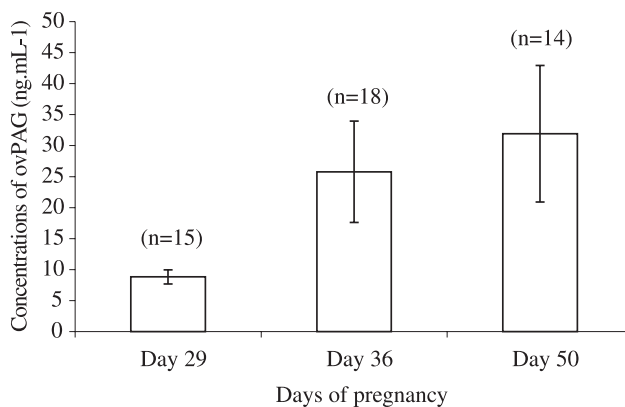 Concentrations of ovPAG (ng.mL-1)
50
45
40
35
30
25
20
15
10
5
0
(n=15)
(n=18)
(n=14)
Day 29
Day 36
Day 50
Days of pregnancy